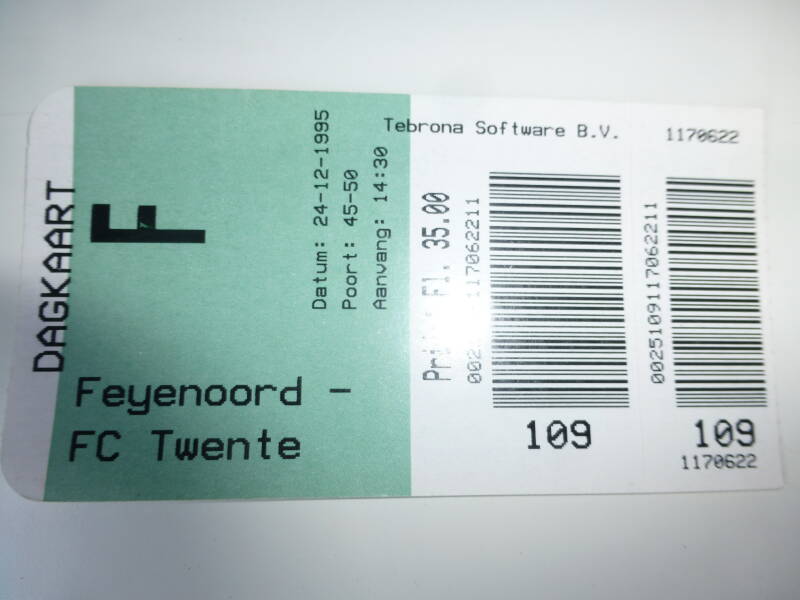 DAGKAART
F
Datum: 24-12-1995
Poort: 45-50
Aanvang: 14:30
Feyenoord -
FC Twente
Tebrona Software B.V.
1170622
Fl. 35.00
109
0025109117062211
109
1170622